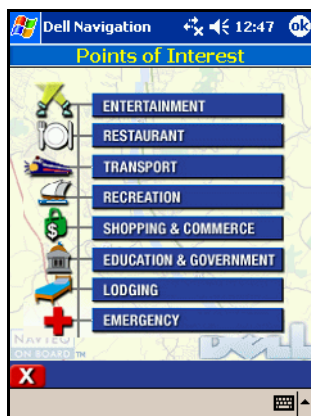 Dell Navigation 12:47 ok
Points of Interest
ENTERTAINMENT
RESTAURANT
TRANSPORT
RECREATION
$
SHOPPING & COMMERCE
EDUCATION & GOVERNMENT
LODGING
EMERGENCY
NAVTEQ
ON BOARD TM
DELL
X